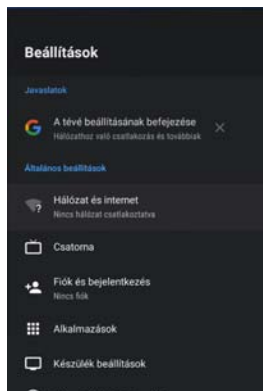 Beállítások
Javaslatok
A tévé beállításának befejezése
Hálózathoz való csatlakozás és továbbiak
Általános beállítások
Hálózat és internet
Nincs hálózat csatlakoztatva
Csatorna
Fiók és bejelentkezés
Nincs fiók
Alkalmazások
Készülék beállítások